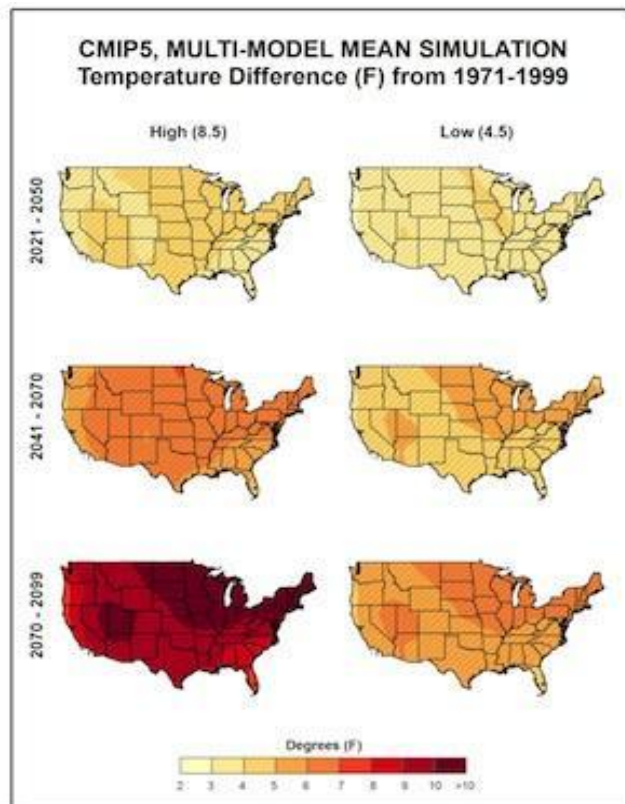 CMIP5, MULTI-MODEL MEAN SIMULATION
Temperature Difference (F) from 1971-1999
High (8.5)
Low (4.5)
2021 - 2050
2041 - 2070
2070 - 2099
Degrees (F)
2 3 4 5 6 7 8 9 10 >10